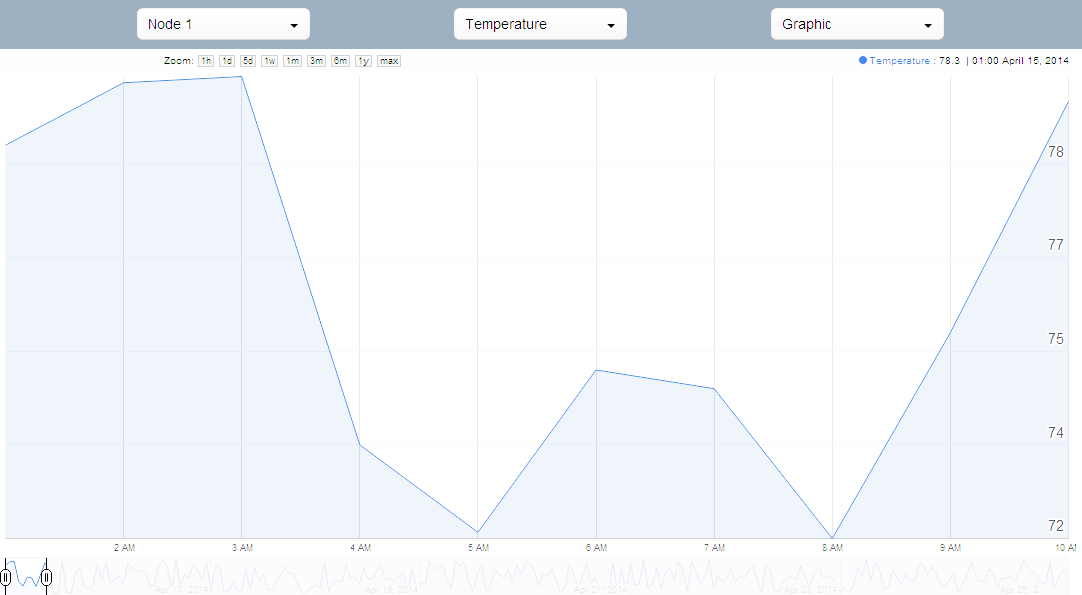 Node 1 Temperature Graphic
Zoom: 1h 1d 5d 1w 1m 3m 6m 1y max Temperature : 78.3 | 01:00 April 15, 2014
78
77
75
74
72
2 AM 3 AM 4 AM 5 AM 6 AM 7 AM 8 AM 9 AM 10 AM
Apr 17, 2014 Apr 19, 2014 Apr 21, 2014 Apr 23, 2014 Apr 25, 2